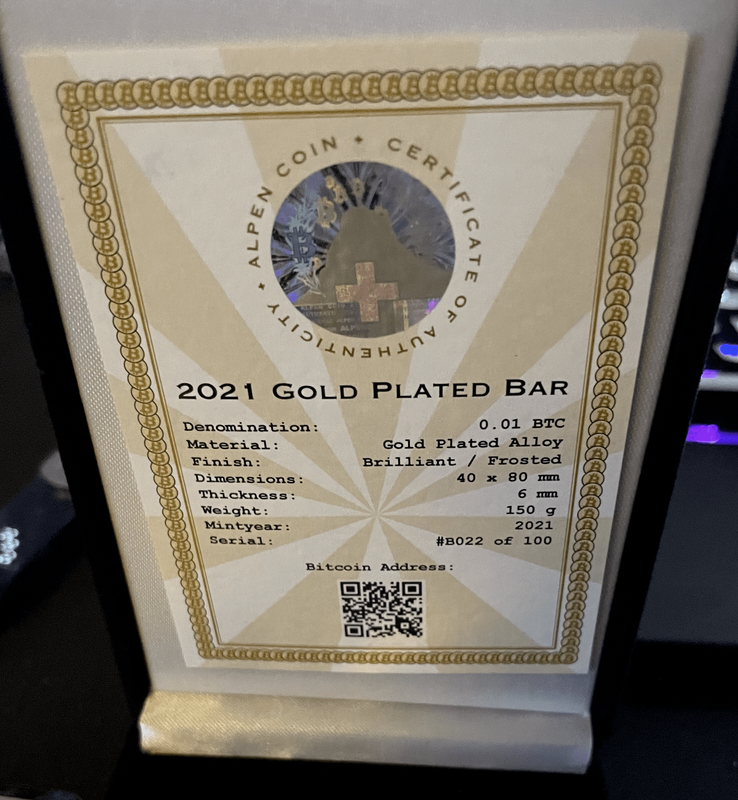 ALPEN COIN ✦ CERTIFICATE OF AUTHENTICITY ✦
2021 GOLD PLATED BAR
Denomination: 0.01 BTC
Material: Gold Plated Alloy
Finish: Brilliant / Frosted
Dimensions: 40 x 80 mm
Thickness: 6 mm
Weight: 150 g
Mintyear: 2021
Serial: #B022 of 100
Bitcoin Address: